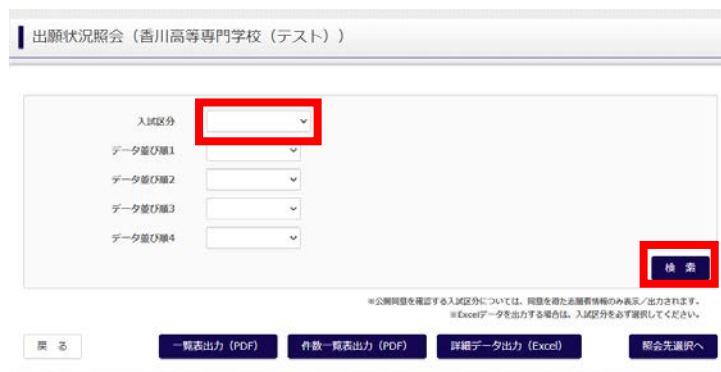 出願状況照会（香川高等専門学校（テスト））
入試区分
データ並び順1
データ並び順2
データ並び順3
データ並び順4
検 索
※公開同意を確認する入試区分については、同意を得た志願者情報のみ表示／出力されます。
※Excelデータを出力する場合は、入試区分を必ず選択してください。
戻 る
一覧表出力（PDF）
件数一覧表出力（PDF）
詳細データ出力（Excel）
照会先選択へ